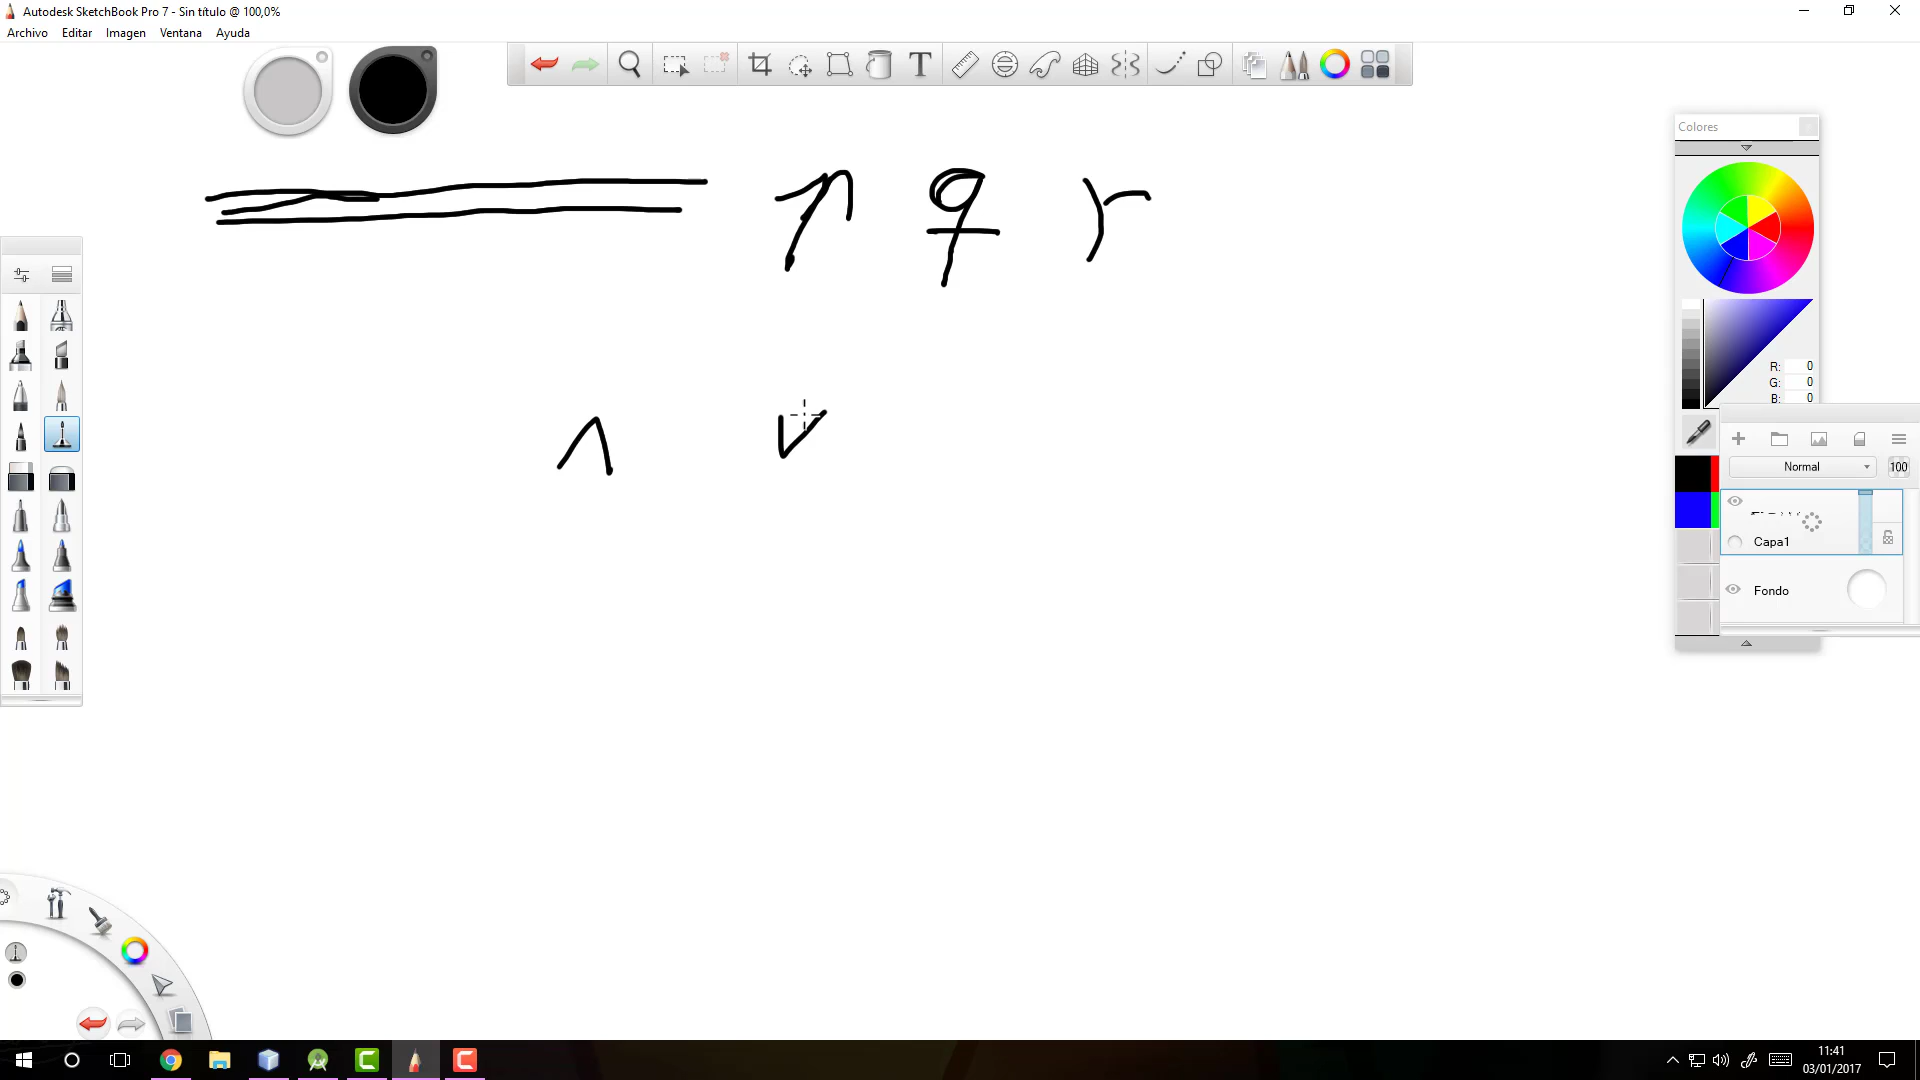 Autodesk SketchBook Pro 7 - Sin título @ 100,0%
Archivo Editar Imagen Ventana Ayuda
T
Colores
p q r
R: 0
G: 0
B: 0
Normal 100
∧ ∨
Capa1
Fondo
11:41
03/01/2017